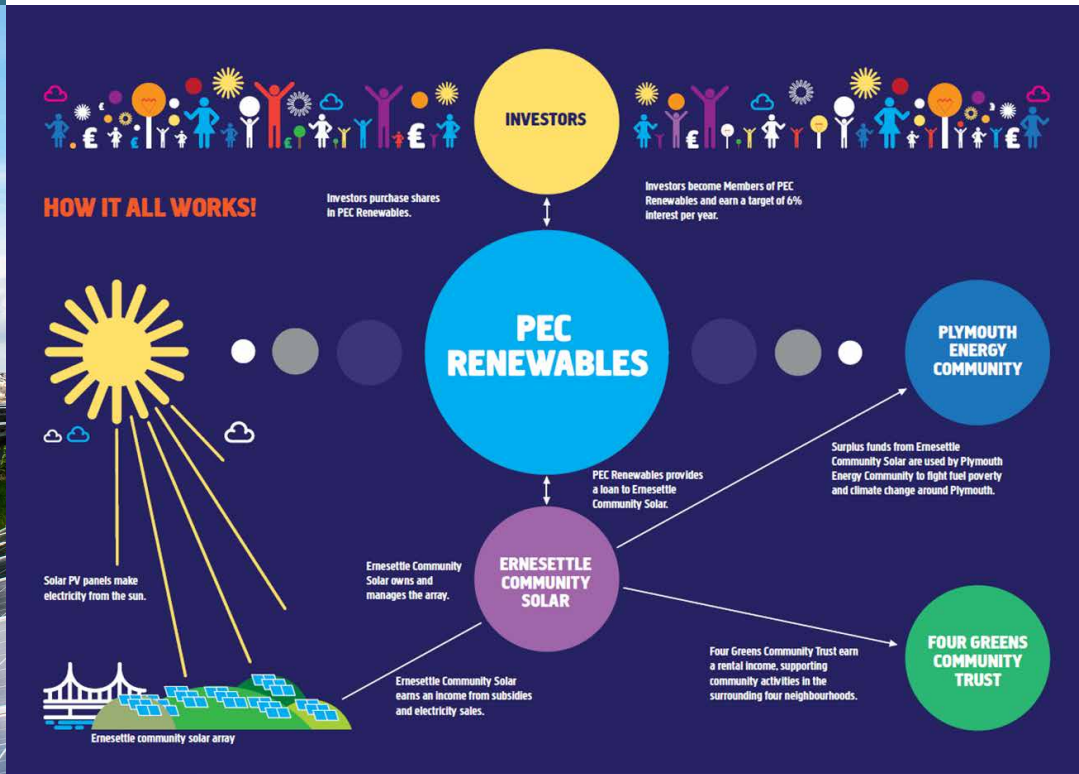 INVESTORS
Investors purchase shares
in PEC Renewables.
Investors become Members of PEC
Renewables and earn a target of 6%
interest per year.
HOW IT ALL WORKS!
PEC
RENEWABLES
PLYMOUTH
ENERGY
COMMUNITY
Surplus funds from Ernesettle
Community Solar are used by Plymouth
Energy Community to fight fuel poverty
and climate change around Plymouth.
PEC Renewables provides
a loan to Ernesettle
Community Solar.
Ernesettle Community
Solar owns and
manages the array.
ERNESETTLE
COMMUNITY
SOLAR
Solar PV panels make
electricity from the sun.
Ernesettle Community Solar
earns an income from subsidies
and electricity sales.
Four Greens Community Trust earn
a rental income, supporting
community activities in the
surrounding four neighbourhoods.
FOUR GREENS
COMMUNITY
TRUST
Ernesettle community solar array